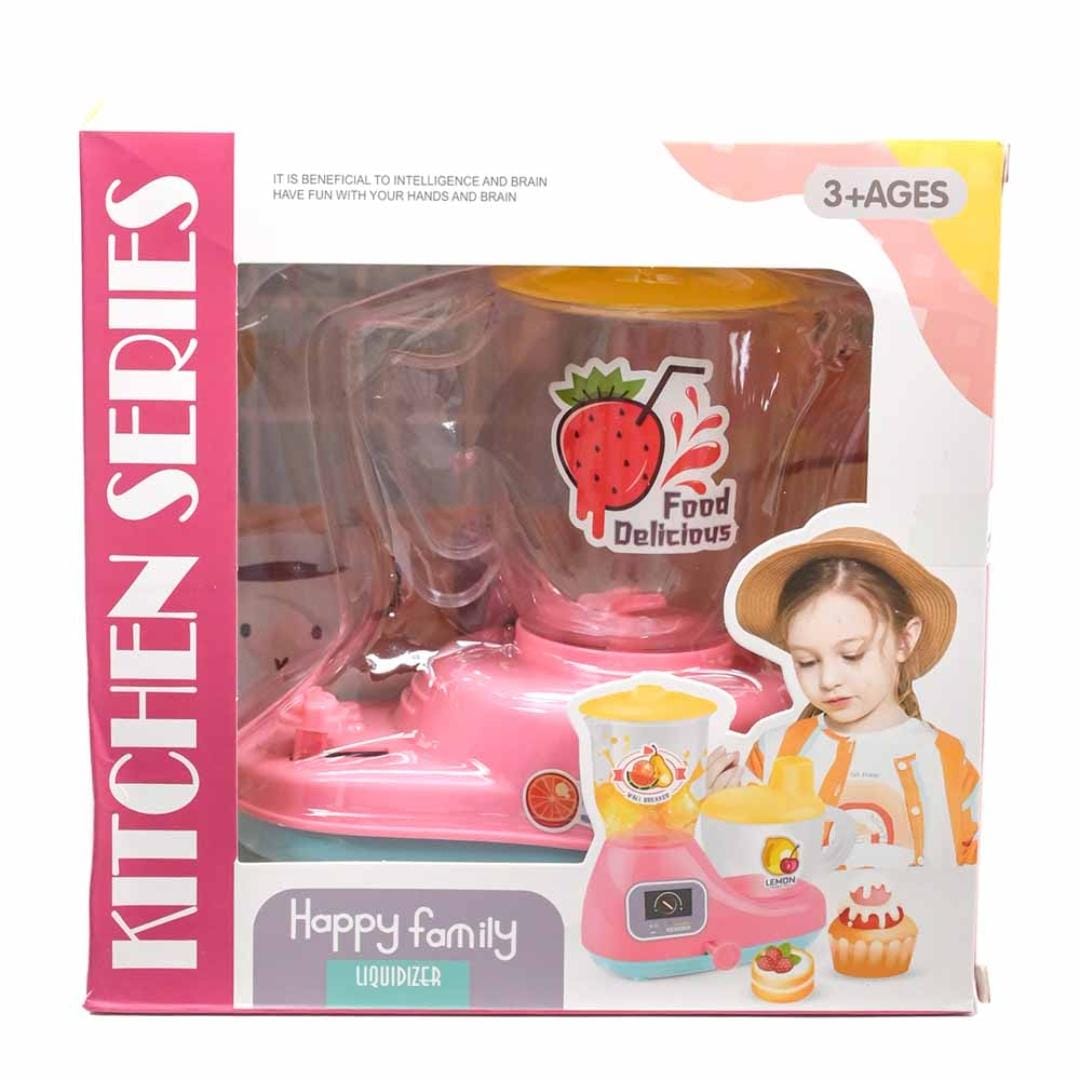 KITCHEN SERIES
IT IS BENEFICIAL TO INTELLIGENCE AND BRAIN
HAVE FUN WITH YOUR HANDS AND BRAIN
3+AGES
Food
Delicious
LEMON
Happy family
LIQUIDIZER